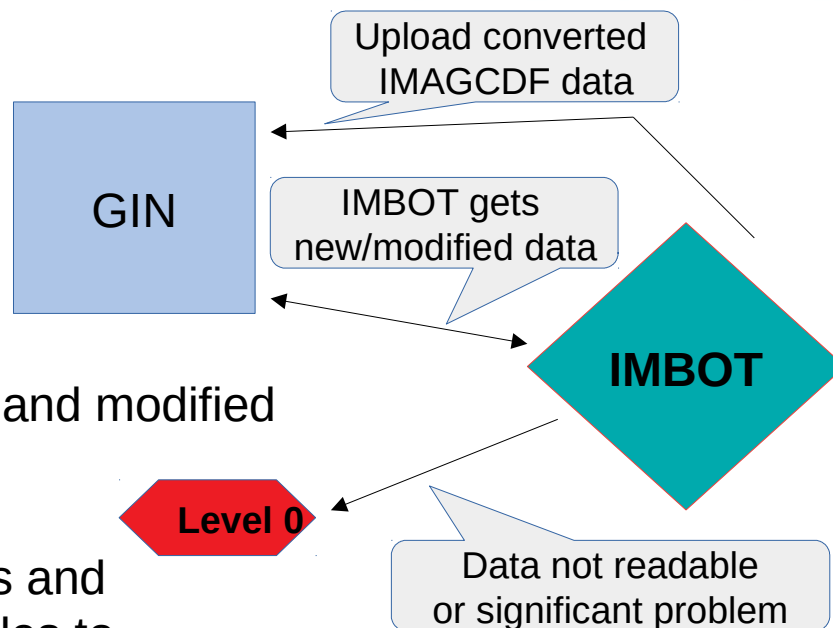 Upload converted
IMAGCDF data
GIN
IMBOT gets
new/modified data
IMBOT
and modified
Level 0
s and
Data not readable
or significant problem
to